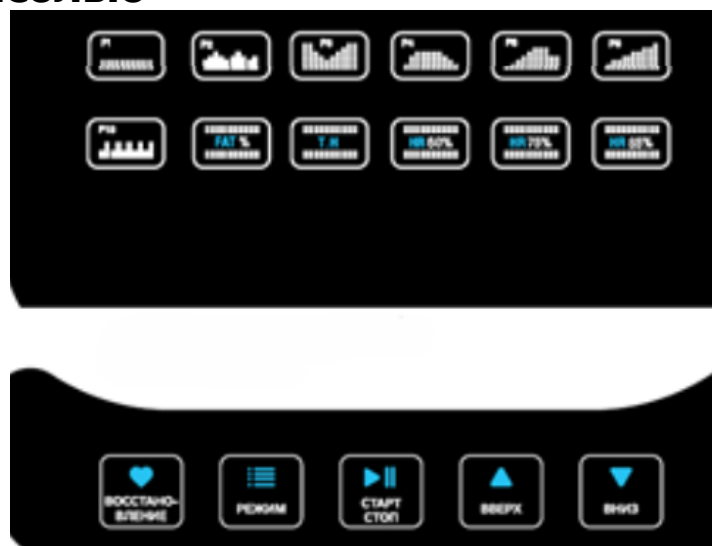 P1
FAT %
T.H
HR 60%
HR 75%
HR 85%
ВОССТАНО-
ВЛЕНИЕ
РЕЖИМ
СТАРТ
СТОП
ВВЕРХ
ВНИЗ